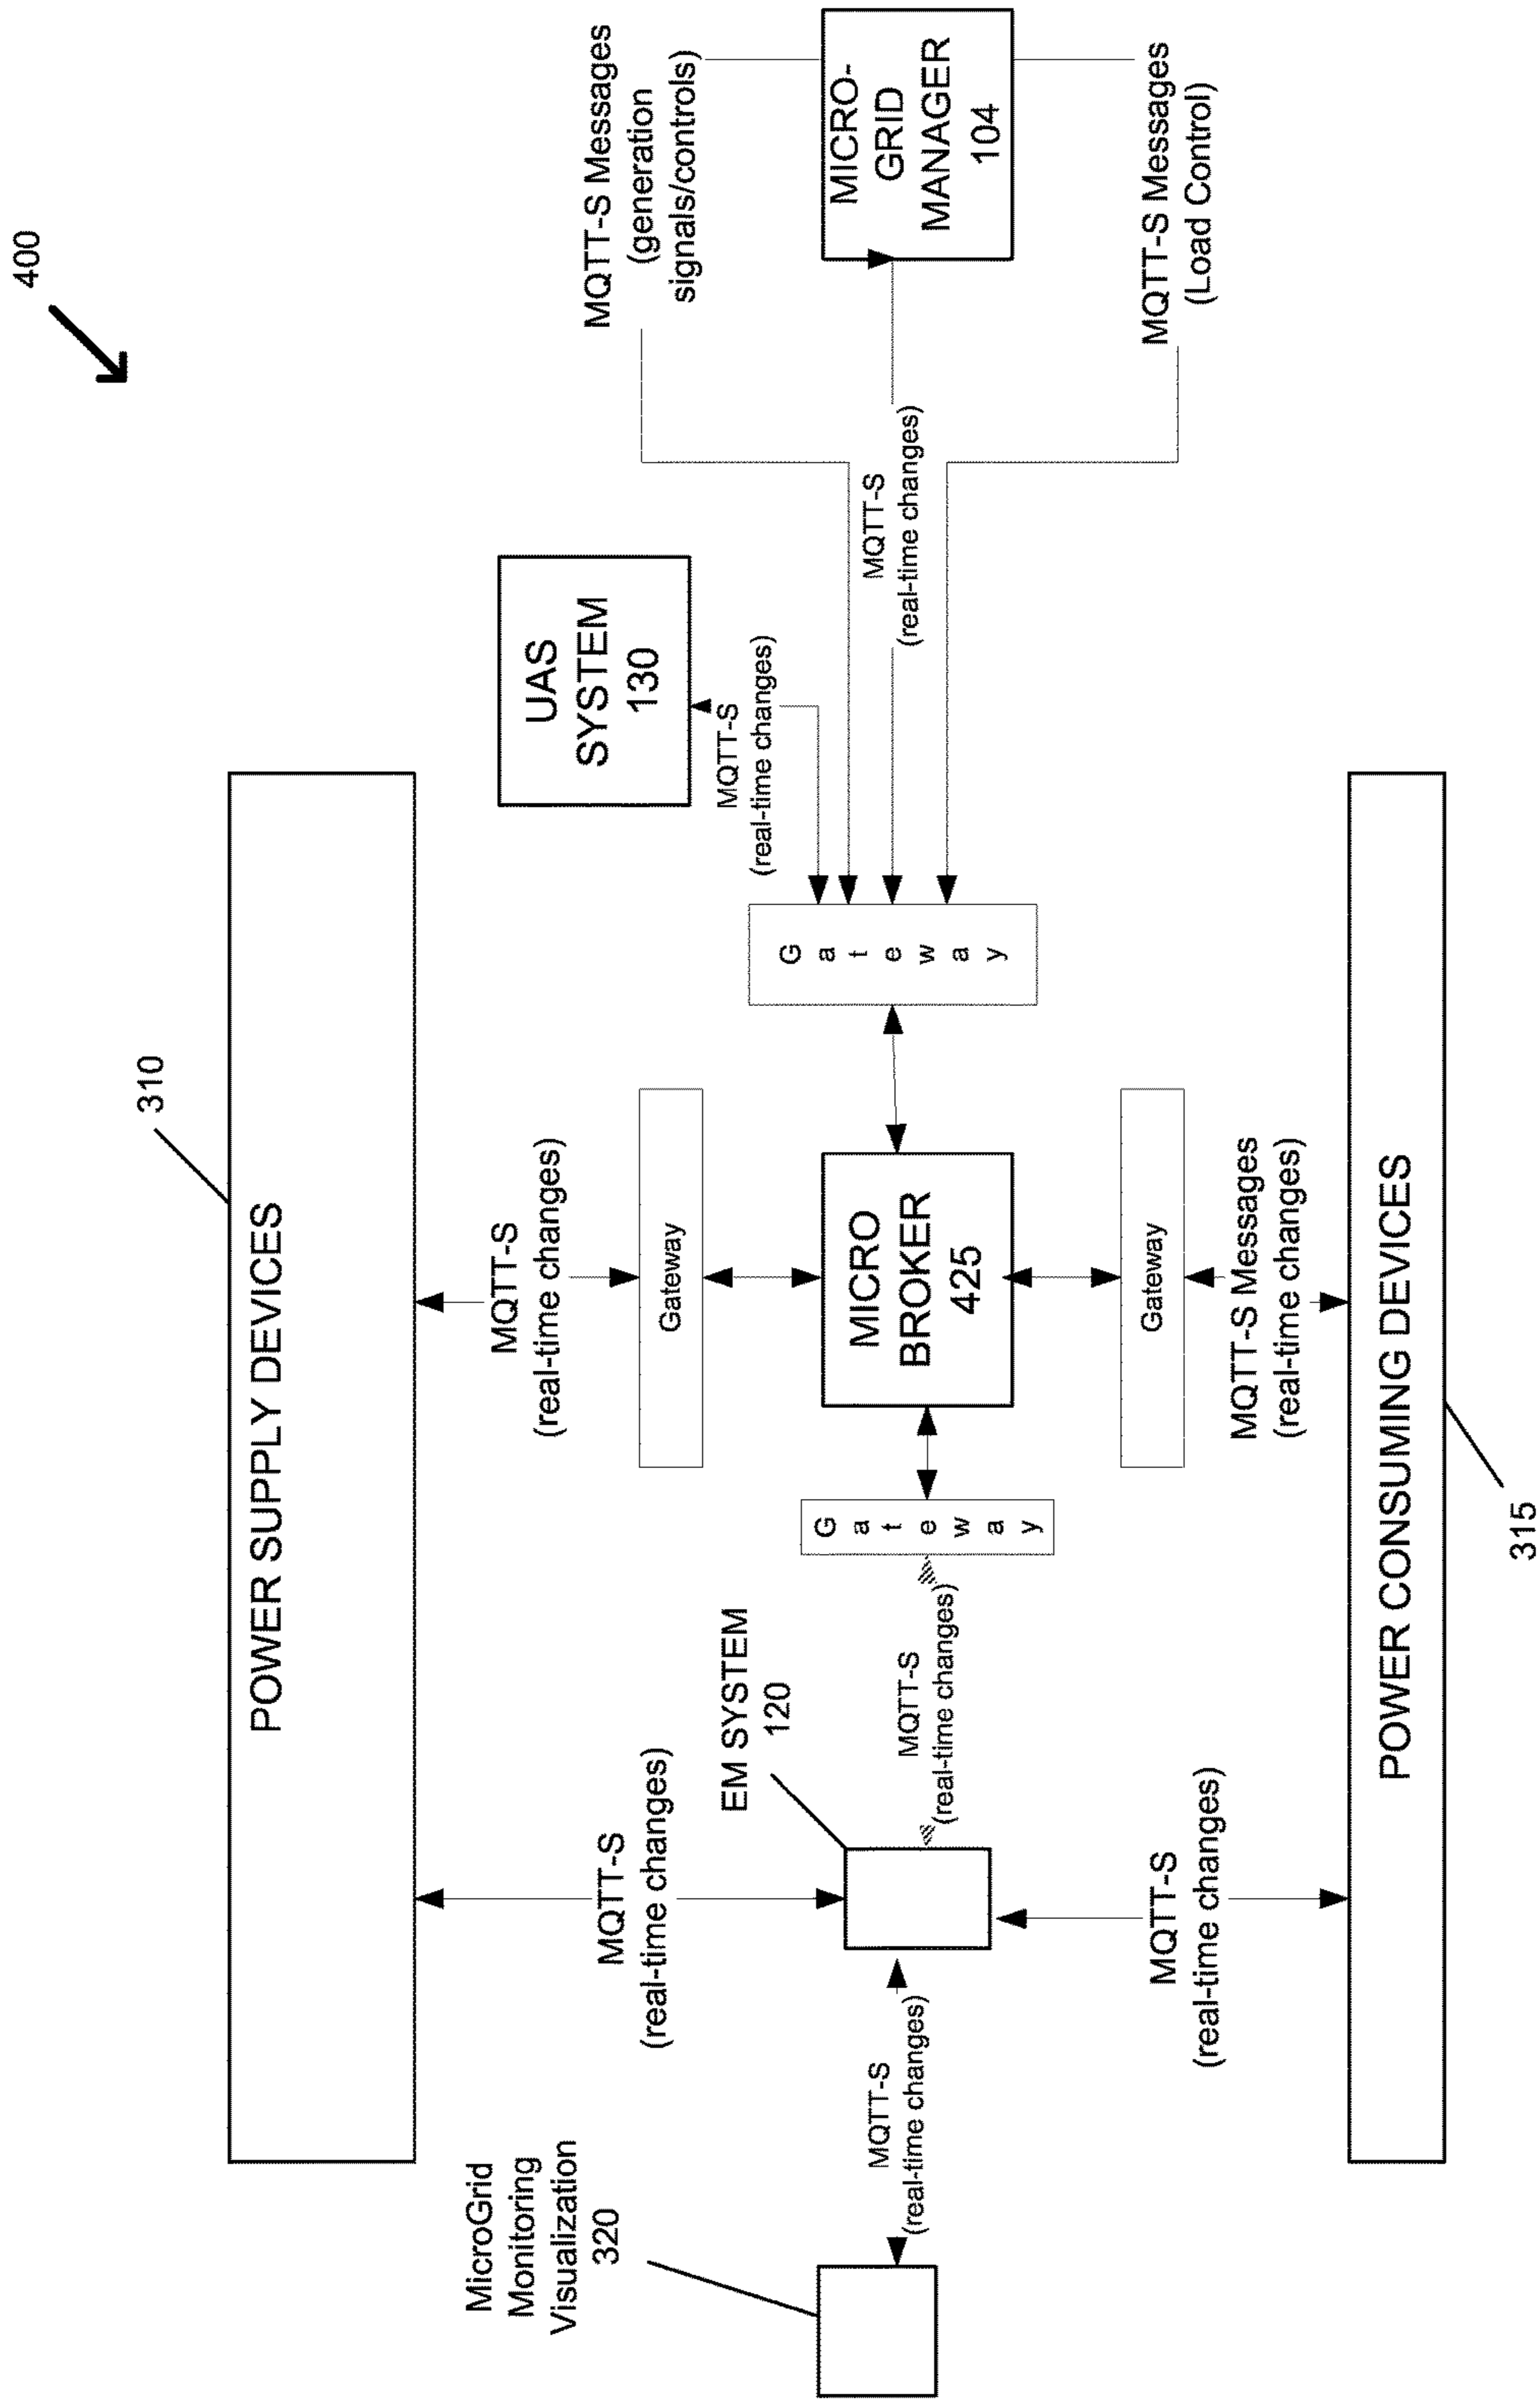 400
310
POWER SUPPLY DEVICES
MicroGrid
Monitoring
Visualization
320
MQTT-S
(real-time changes)
MQTT-S
(real-time changes)
EM SYSTEM
120
MQTT-S
(real-time changes)
MQTT-S
(real-time changes)
Gateway
MQTT-S
(real-time changes)
Gateway
MICRO
BROKER
425
Gateway
MQTT-S Messages
(real-time changes)
Gateway
UAS
SYSTEM
130
MQTT-S
(real-time changes)
MQTT-S Messages
(generation
signals/controls)
MQTT-S
(real-time changes)
MICRO-
GRID
MANAGER
104
MQTT-S Messages
(Load Control)
MQTT-S
(real-time changes)
POWER CONSUMING DEVICES
315